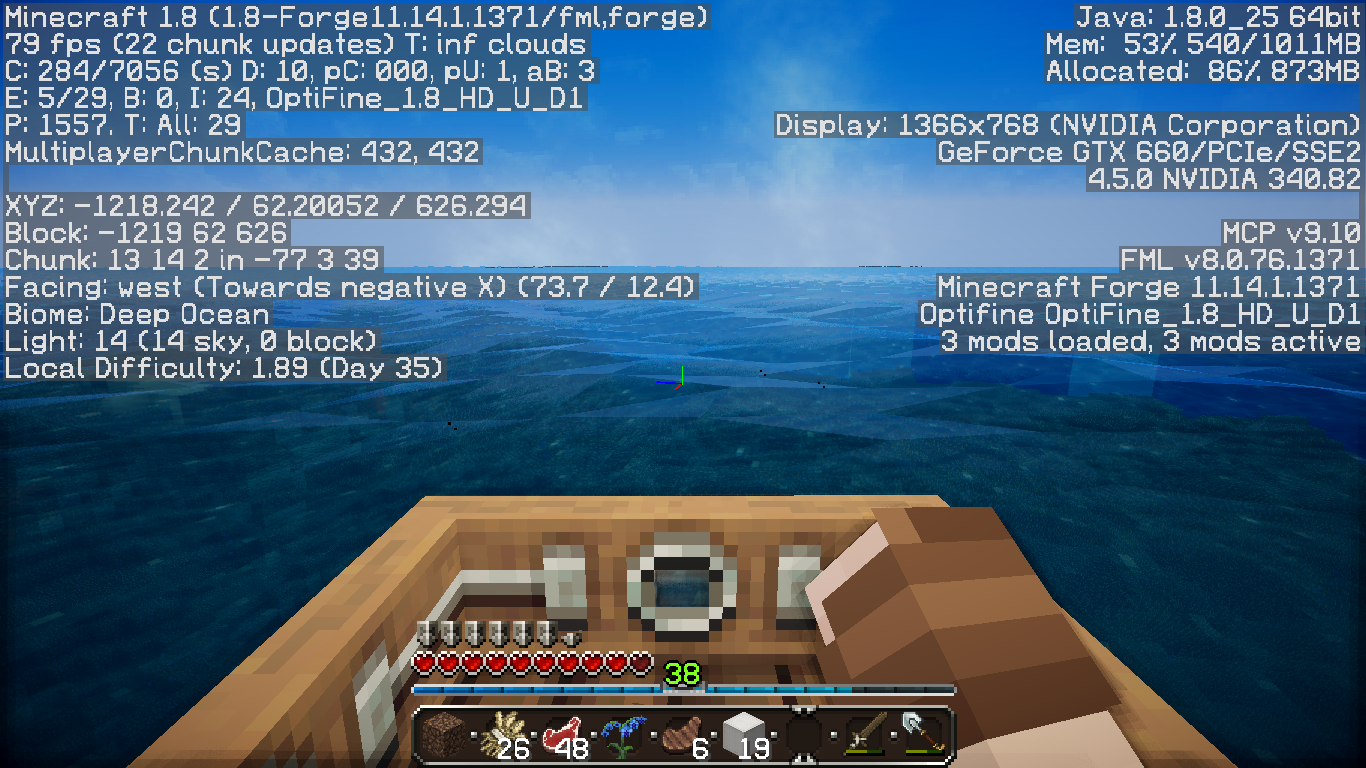 Minecraft 1.8 (1.8-Forge11.14.1.1371/fml,forge)
79 fps (22 chunk updates) T: inf clouds
C: 284/7056 (s) D: 10, pC: 000, pU: 1, aB: 3
E: 5/29, B: 0, I: 24, OptiFine_1.8_HD_U_D1
P: 1557. T: All: 29
MultiplayerChunkCache: 432, 432
XYZ: -1218.242 / 62.20052 / 626.294
Block: -1219 62 626
Chunk: 13 14 2 in -77 3 39
Facing: west (Towards negative X) (73.7 / 12.4)
Biome: Deep Ocean
Light: 14 (14 sky, 0 block)
Local Difficulty: 1.89 (Day 35)
Java: 1.8.0_25 64bit
Mem: 53% 540/1011MB
Allocated: 86% 873MB
Display: 1366x768 (NVIDIA Corporation)
GeForce GTX 660/PCIe/SSE2
4.5.0 NVIDIA 340.82
MCP v9.10
FML v8.0.76.1371
Minecraft Forge 11.14.1.1371
Optifine OptiFine_1.8_HD_U_D1
3 mods loaded, 3 mods active
38
26 48 6 19